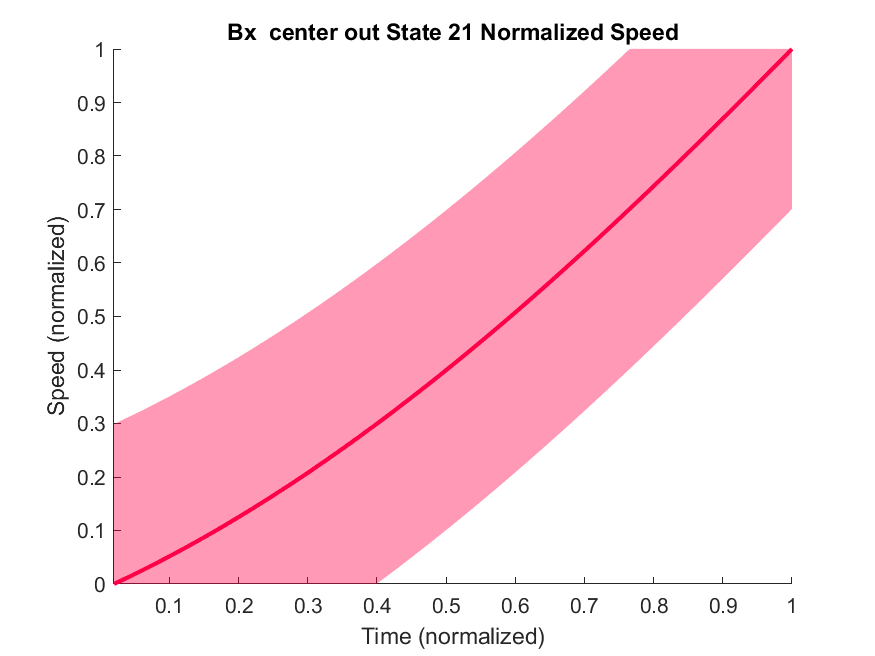 Bx  center out State 21 Normalized Speed
1
0.9
0.8
0.7
0.6
0.5
0.4
0.3
0.2
0.1
0
Speed (normalized)
0.1 0.2 0.3 0.4 0.5 0.6 0.7 0.8 0.9 1
Time (normalized)